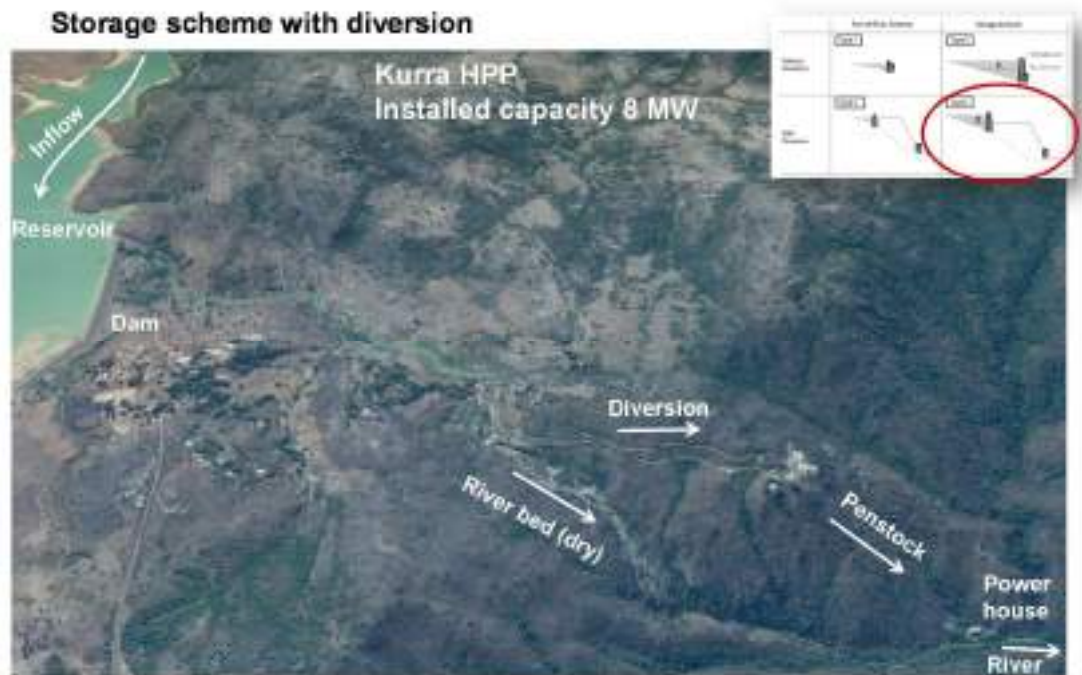 Storage scheme with diversion
Kurra HPP
Installed capacity 8 MW
Inflow
Reservoir
Dam
Diversion
River bed (dry)
Penstock
Power
house
River